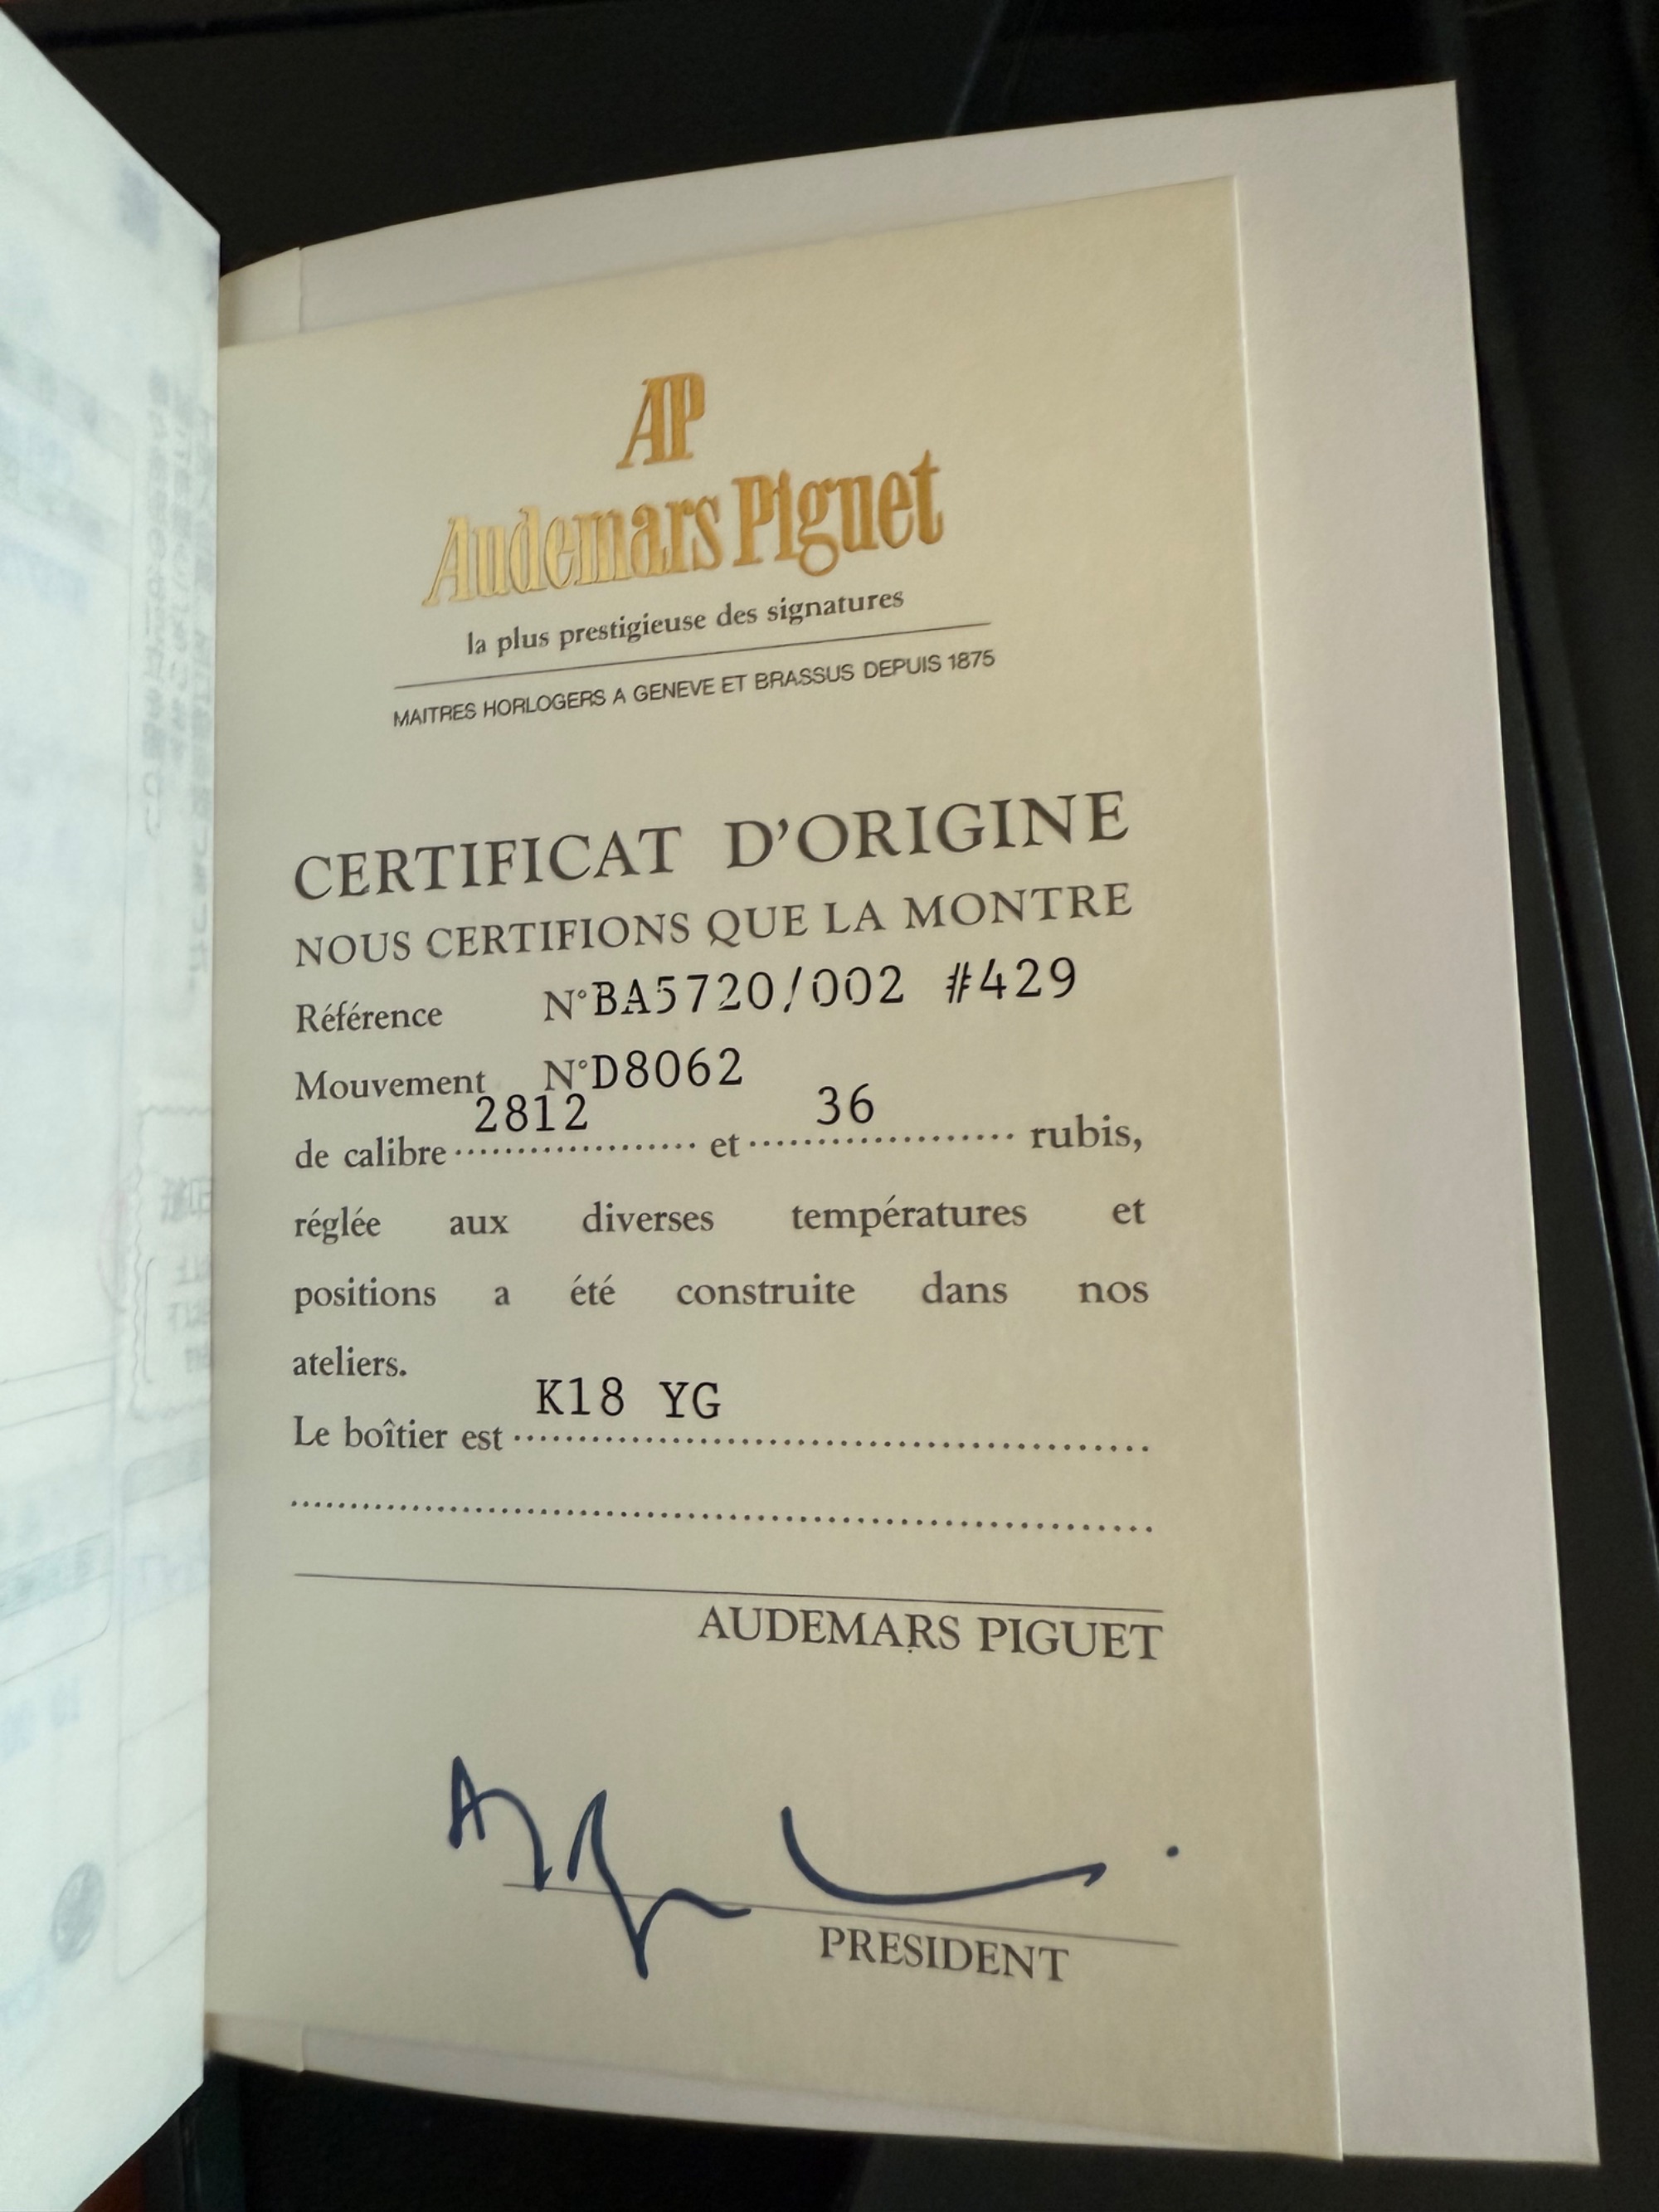 AP
Audemars Piguet
la plus prestigieuse des signatures
MAITRES HORLOGERS A GENEVE ET BRASSUS DEPUIS 1875
CERTIFICAT D'ORIGINE
NOUS CERTIFIONS QUE LA MONTRE
Référence N° BA5720/002 #429
Mouvement N° D8062
de calibre 2812 et 36 rubis,
réglée aux diverses températures et
positions a été construite dans nos
ateliers.
Le boîtier est K18 YG
AUDEMARS PIGUET
PRESIDENT